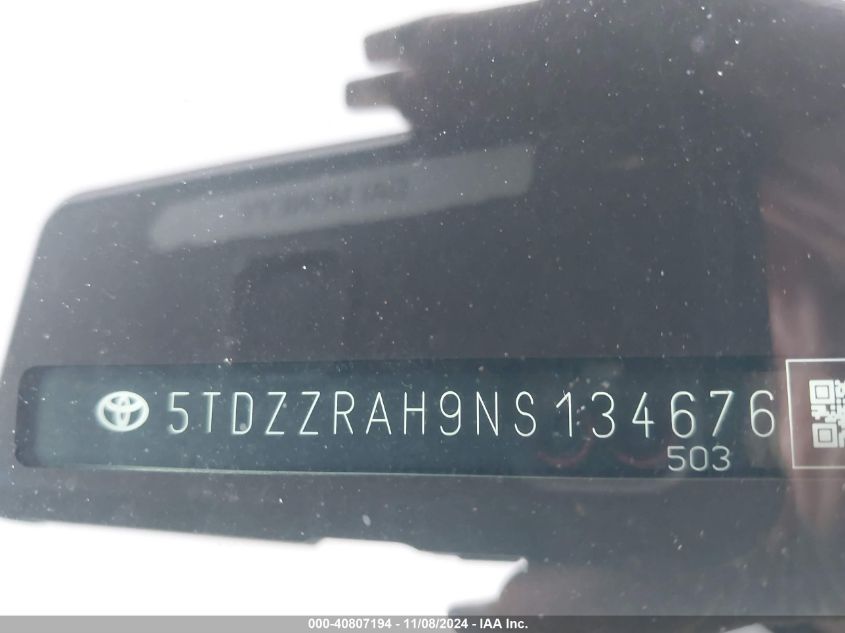 5TDZZRAH9NS134676
503
000-40807194 - 11/08/2024 - IAA Inc.